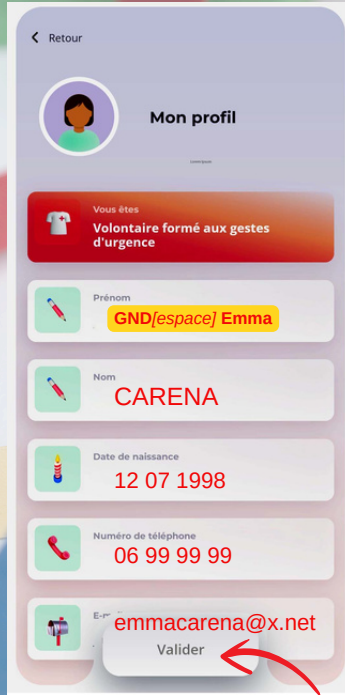 Retour
Mon profil
Vous êtes
Volontaire formé aux gestes
d'urgence
Prénom
GND[espace] Emma
Nom
CARENA
Date de naissance
12 07 1998
Numéro de téléphone
06 99 99 99
emmacarena@x.net
Valider